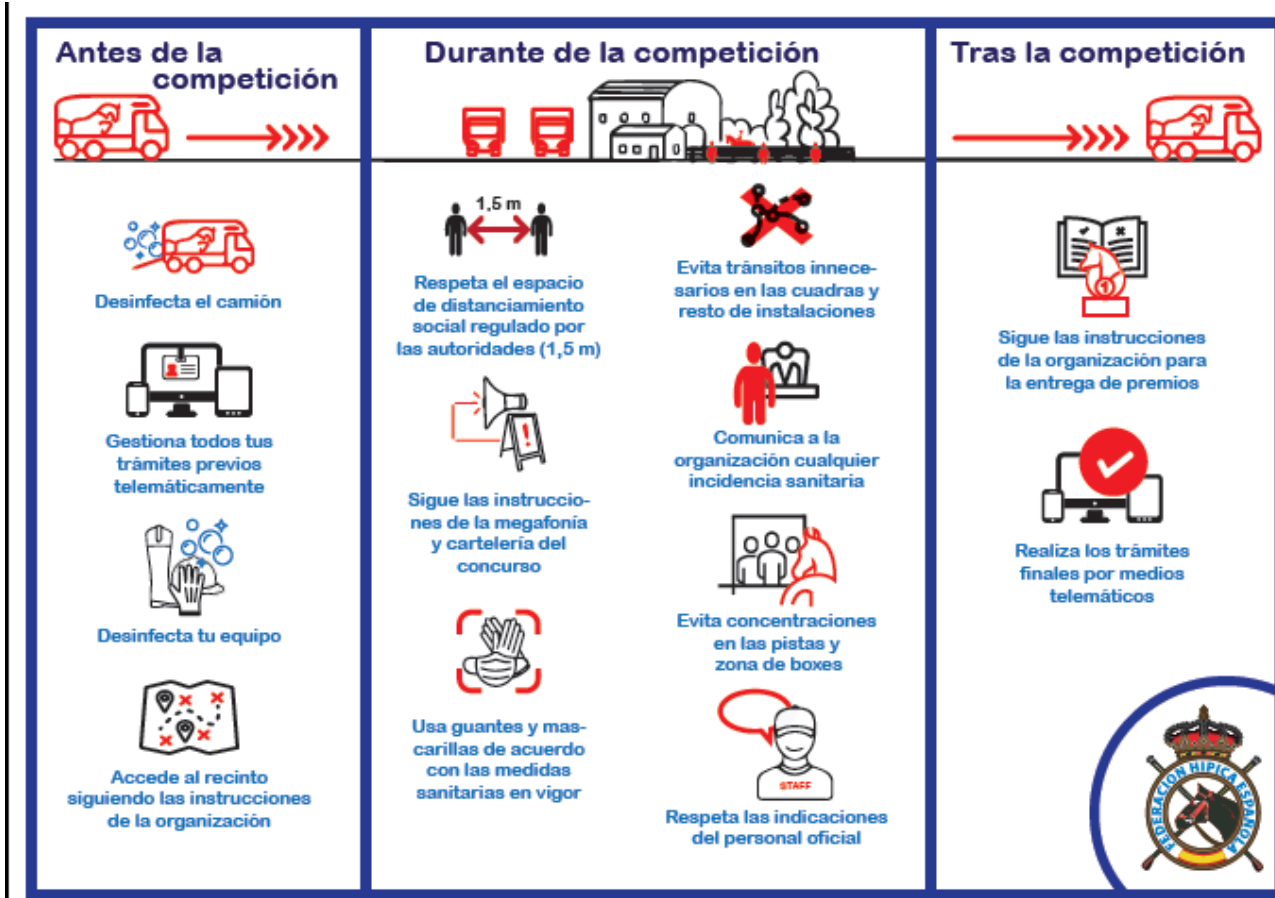 Antes de la
competición
Desinfecta el camión
Gestiona todos tus
trámites previos
telemáticamente
Desinfecta tu equipo
Accede al recinto
siguiendo las instrucciones
de la organización
Durante de la competición
1,5 m
Respeta el espacio
de distanciamiento
social regulado por
las autoridades (1,5 m)
Sigue las instruccio-
nes de la megafonía
y cartelería del
concurso
Usa guantes y mas-
carillas de acuerdo
con las medidas
sanitarias en vigor
Evita tránsitos innece-
sarios en las cuadras y
resto de instalaciones
Comunica a la
organización cualquier
incidencia sanitaria
Evita concentraciones
en las pistas y
zona de boxes
STAFF
Respeta las indicaciones
del personal oficial
Tras la competición
1
Sigue las instrucciones
de la organización para
la entrega de premios
Realiza los trámites
finales por medios
telemáticos
FEDERACION HIPICA ESPAÑOLA